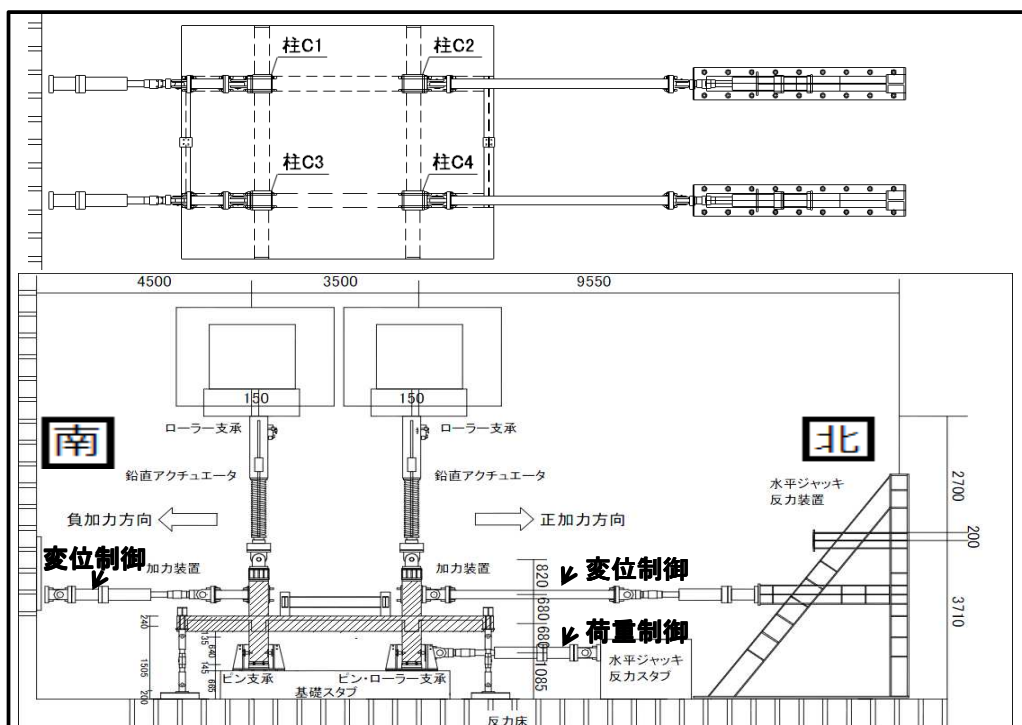 柱C1
柱C2
柱C3
柱C4
4500
3500
9550
150
150
ローラー支承
ローラー支承
南
北
鉛直アクチュエータ
鉛直アクチュエータ
水平ジャッキ
反力装置
2700
200
負加力方向
正加力方向
変位制御
加力装置
加力装置
820
変位制御
680
3710
240
680
荷重制御
135
640
145
1505
665
200
1085
水平ジャッキ
反力スタブ
ピン支承
ピン・ローラー支承
基礎スタブ
反力床